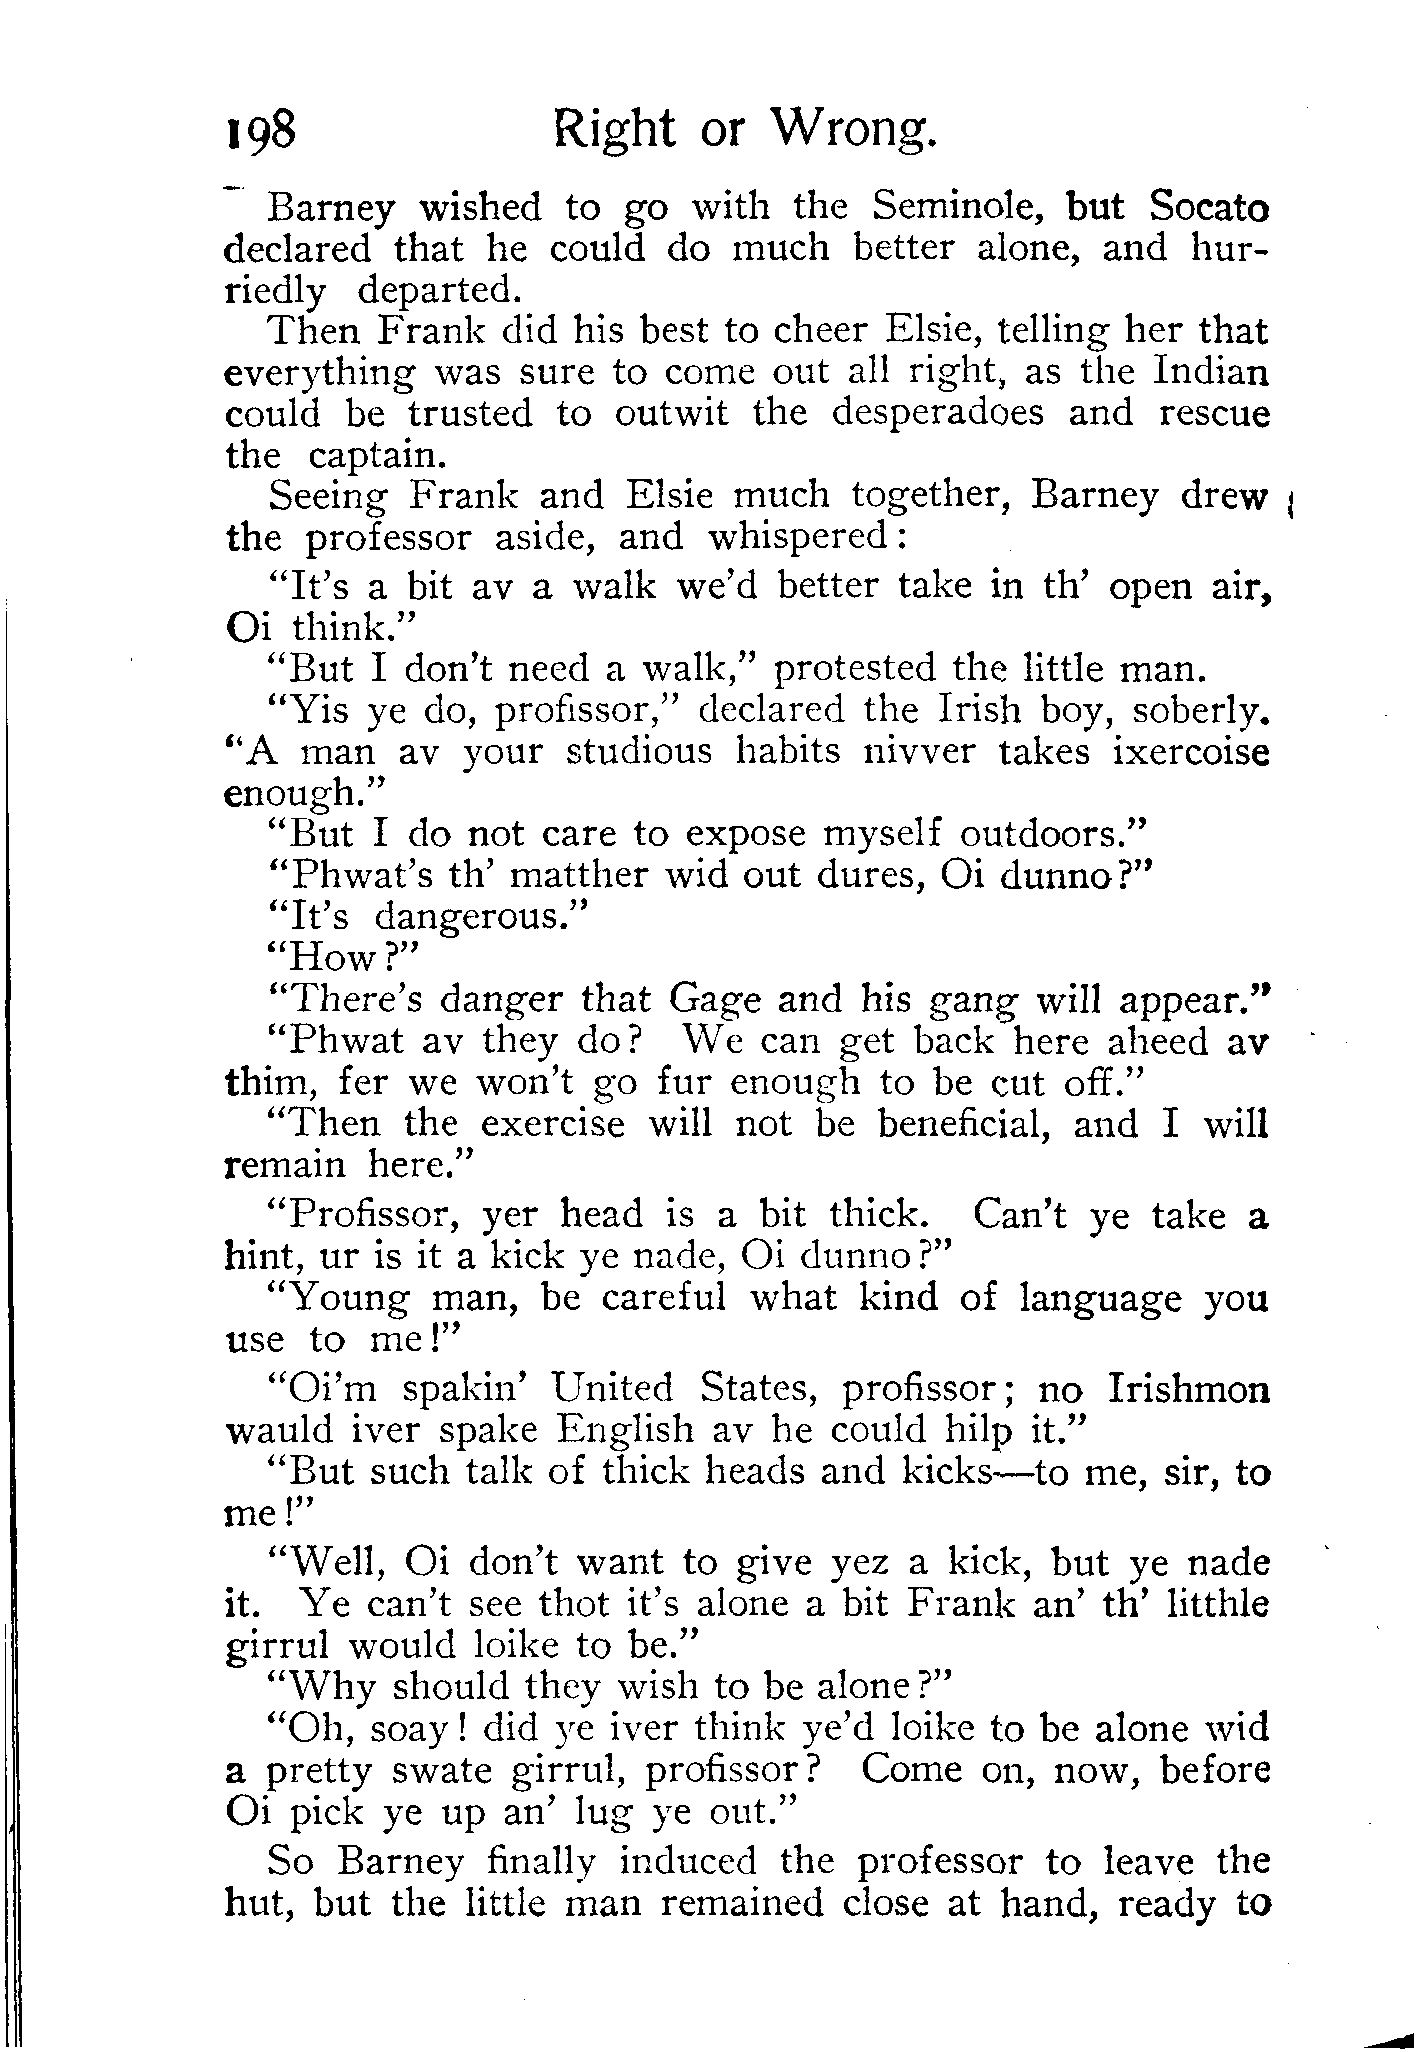 198 Right or Wrong.
Barney wished to go with the Seminole, but Socato
declared that he could do much better alone, and hur-
riedly departed.
Then Frank did his best to cheer Elsie, telling her that
everything was sure to come out all right, as the Indian
could be trusted to outwit the desperadoes and rescue
the captain.
Seeing Frank and Elsie much together, Barney drew
the professor aside, and whispered:
“It’s a bit av a walk we’d better take in th’ open air,
Oi think.”
“But I don’t need a walk,” protested the little man.
“Yis ye do, profissor,” declared the Irish boy, soberly.
“A man av your studious habits nivver takes ixercoise
enough.”
“But I do not care to expose myself outdoors.”
“Phwat’s th’ matther wid out dures, Oi dunno?”
“It’s dangerous.”
“How?”
“There’s danger that Gage and his gang will appear.”
“Phwat av they do? We can get back here aheed av
thim, fer we won’t go fur enough to be cut off.”
“Then the exercise will not be beneficial, and I will
remain here.”
“Profissor, yer head is a bit thick. Can’t ye take a
hint, ur is it a kick ye nade, Oi dunno?”
“Young man, be careful what kind of language you
use to me!”
“Oi’m spakin’ United States, profissor; no Irishmon
wauld iver spake English av he could hilp it.”
“But such talk of thick heads and kicks—to me, sir, to
me!”
“Well, Oi don’t want to give yez a kick, but ye nade
it. Ye can’t see thot it’s alone a bit Frank an’ th’ litthle
girrul would loike to be.”
“Why should they wish to be alone?”
“Oh, soay! did ye iver think ye’d loike to be alone wid
a pretty swate girrul, profissor? Come on, now, before
Oi pick ye up an’ lug ye out.”
So Barney finally induced the professor to leave the
hut, but the little man remained close at hand, ready to